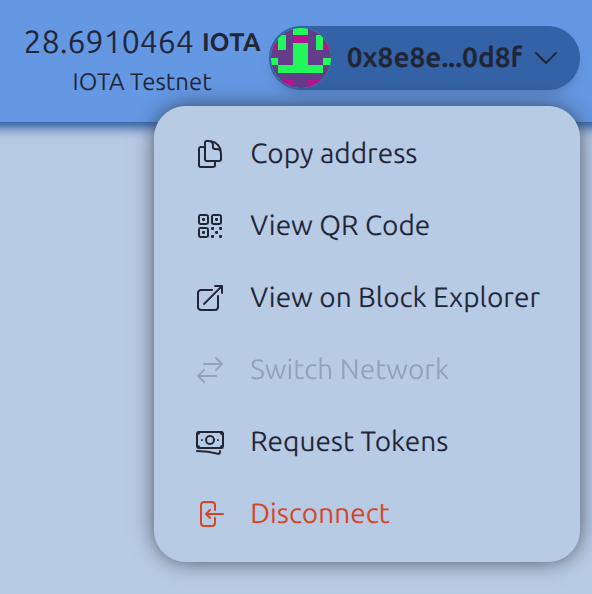 28.6910464 IOTA
IOTA Testnet
0x8e8e...0d8f
Copy address
View QR Code
View on Block Explorer
Switch Network
Request Tokens
Disconnect